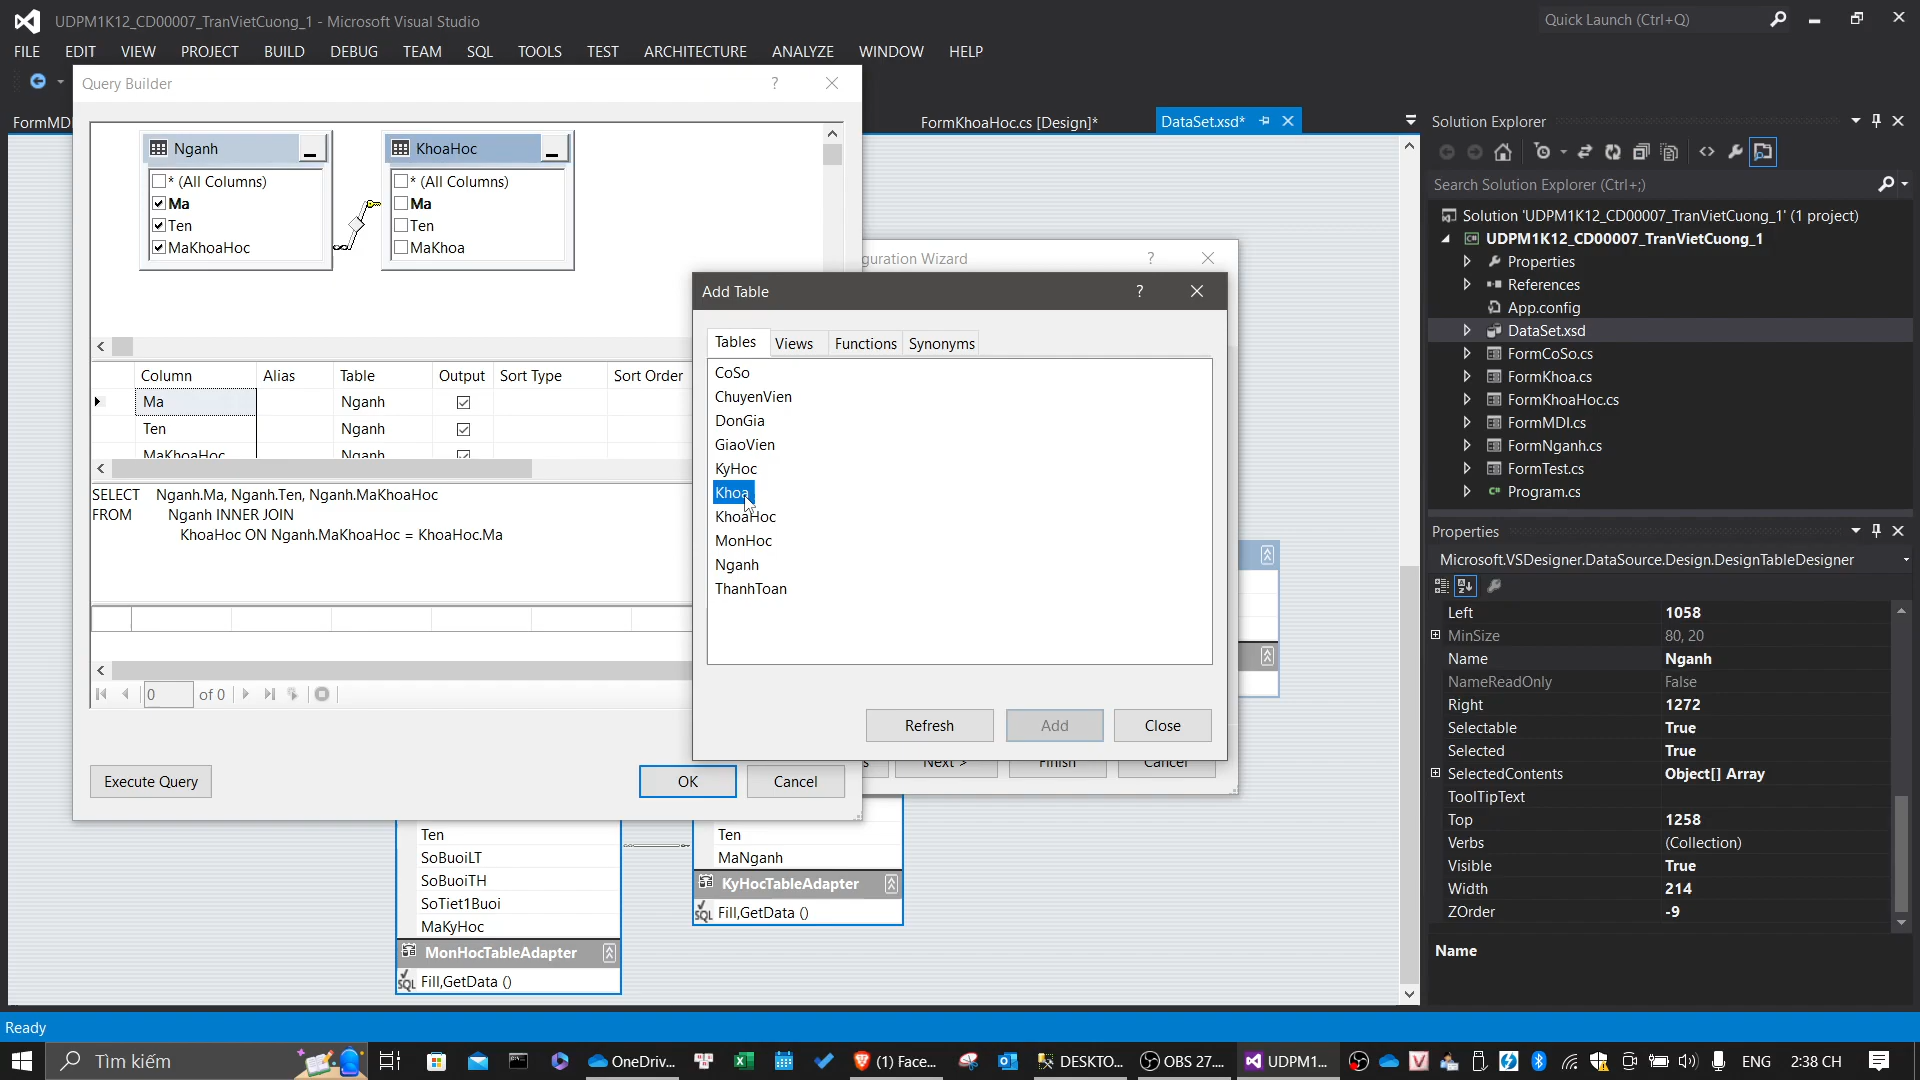 UDPM1K12_CD00007_TranVietCuong_1 - Microsoft Visual Studio
Quick Launch (Ctrl+Q)
FILE EDIT VIEW PROJECT BUILD DEBUG TEAM SQL TOOLS TEST ARCHITECTURE ANALYZE WINDOW HELP
Query Builder ? 
FormMDI
FormKhoaHoc.cs [Design]*
DataSet.xsd*
Nganh
* (All Columns)
Ma
Ten
MaKhoaHoc
KhoaHoc
* (All Columns)
Ma
Ten
MaKhoa
Column Alias Table Output Sort Type Sort Order
Ma Nganh
Ten Nganh
MaKhoaHoc Nganh
SELECT Nganh.Ma, Nganh.Ten, Nganh.MaKhoaHoc
FROM Nganh INNER JOIN
KhoaHoc ON Nganh.MaKhoaHoc = KhoaHoc.Ma
0 of 0
Execute Query
OK
Cancel
guration Wizard ?
Add Table ?
Tables Views Functions Synonyms
CoSo
ChuyenVien
DonGia
GiaoVien
KyHoc
Khoa
KhoaHoc
MonHoc
Nganh
ThanhToan
Refresh Add Close
s Next > Finish Cancel
Ten
SoBuoiLT
SoBuoiTH
SoTiet1Buoi
MaKyHoc
MonHocTableAdapter
SQL Fill,GetData ()
Ten
MaNganh
KyHocTableAdapter
SQL Fill,GetData ()
Solution Explorer
Search Solution Explorer (Ctrl+;)
Solution 'UDPM1K12_CD00007_TranVietCuong_1' (1 project)
UDPM1K12_CD00007_TranVietCuong_1
Properties
References
App.config
DataSet.xsd
FormCoSo.cs
FormKhoa.cs
FormKhoaHoc.cs
FormMDI.cs
FormNganh.cs
FormTest.cs
Program.cs
Properties
Microsoft.VSDesigner.DataSource.Design.DesignTableDesigner
Left 1058
MinSize 80, 20
Name Nganh
NameReadOnly False
Right 1272
Selectable True
Selected True
SelectedContents Object[] Array
ToolTipText
Top 1258
Verbs (Collection)
Visible True
Width 214
ZOrder -9
Name
Ready
Tìm kiếm
OneDriv...
(1) Face...
DESKTO...
OBS 27....
UDPM1...
ENG
2:38 CH